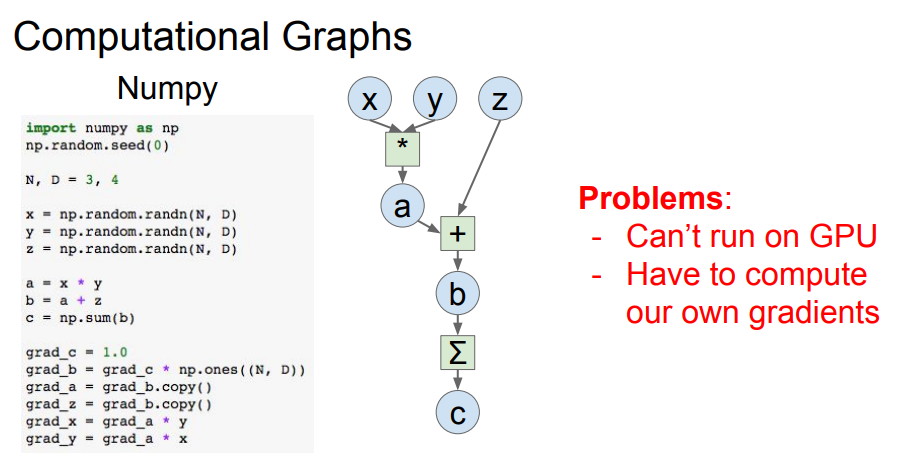 Computational Graphs
Numpy
import numpy as np
np.random.seed(0)
N, D = 3, 4
x = np.random.randn(N, D)
y = np.random.randn(N, D)
z = np.random.randn(N, D)
a = x * y
b = a + z
c = np.sum(b)
grad_c = 1.0
grad_b = grad_c * np.ones((N, D))
grad_a = grad_b.copy()
grad_z = grad_b.copy()
grad_x = grad_a * y
grad_y = grad_a * x
x y z
*
a
+
b
Σ
c
Problems:
- Can't run on GPU
- Have to compute
our own gradients